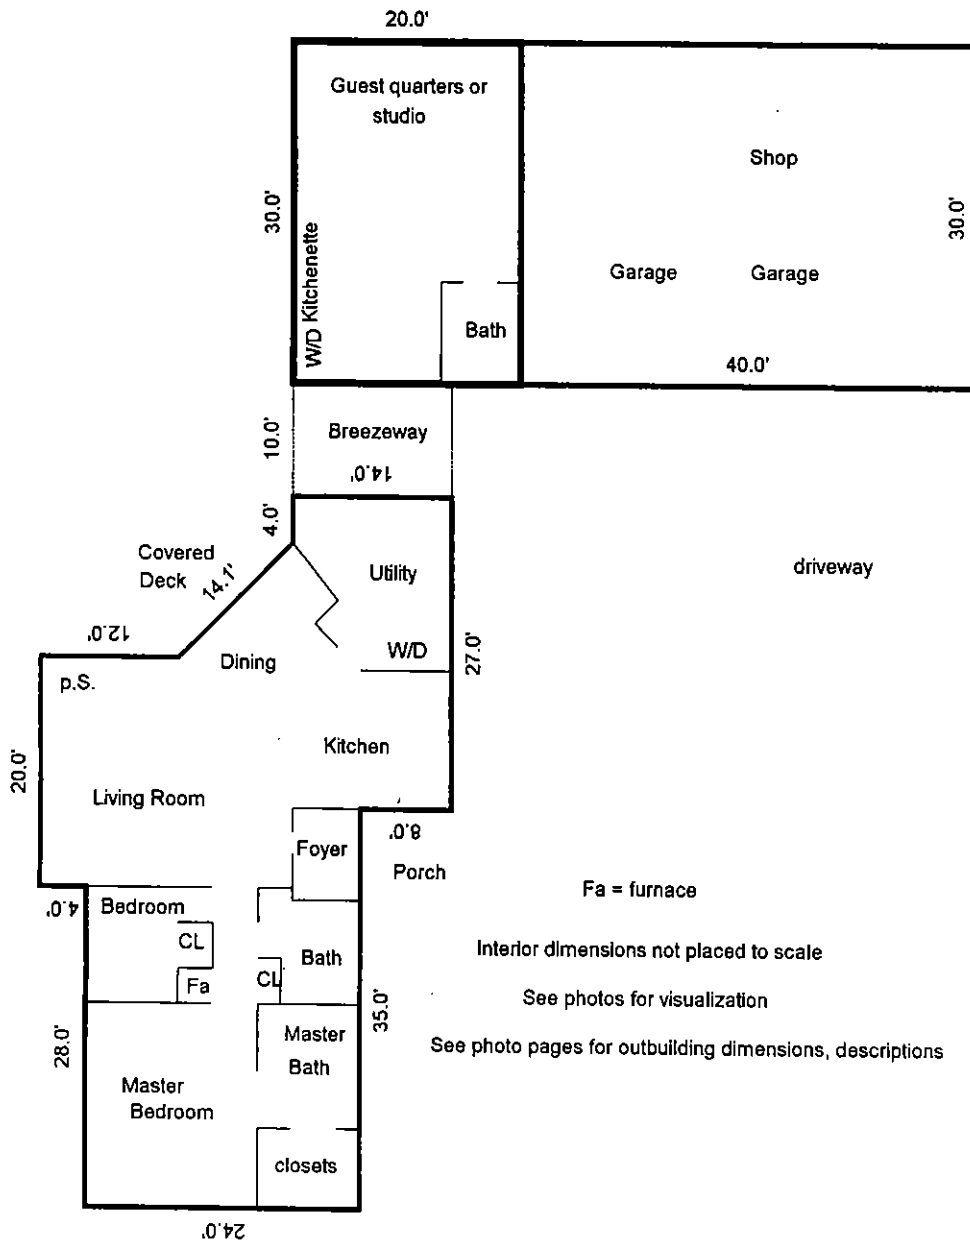 20.0'
Guest quarters or
studio
Shop
30.0'
30.0'
W/D Kitchenette
Garage
Garage
Bath
40.0'
10.0'
Breezeway
14.0'
4.0'
Covered
Deck
14.1'
Utility
driveway
12.0'
Dining
W/D
27.0'
p.S.
Kitchen
20.0'
Living Room
8.0'
Foyer
Porch
Fa = furnace
4.0'
Bedroom
CL
Bath
Interior dimensions not placed to scale
Fa
CL
See photos for visualization
35.0'
28.0'
Master
Bath
See photo pages for outbuilding dimensions, descriptions
Master
Bedroom
closets
24.0'